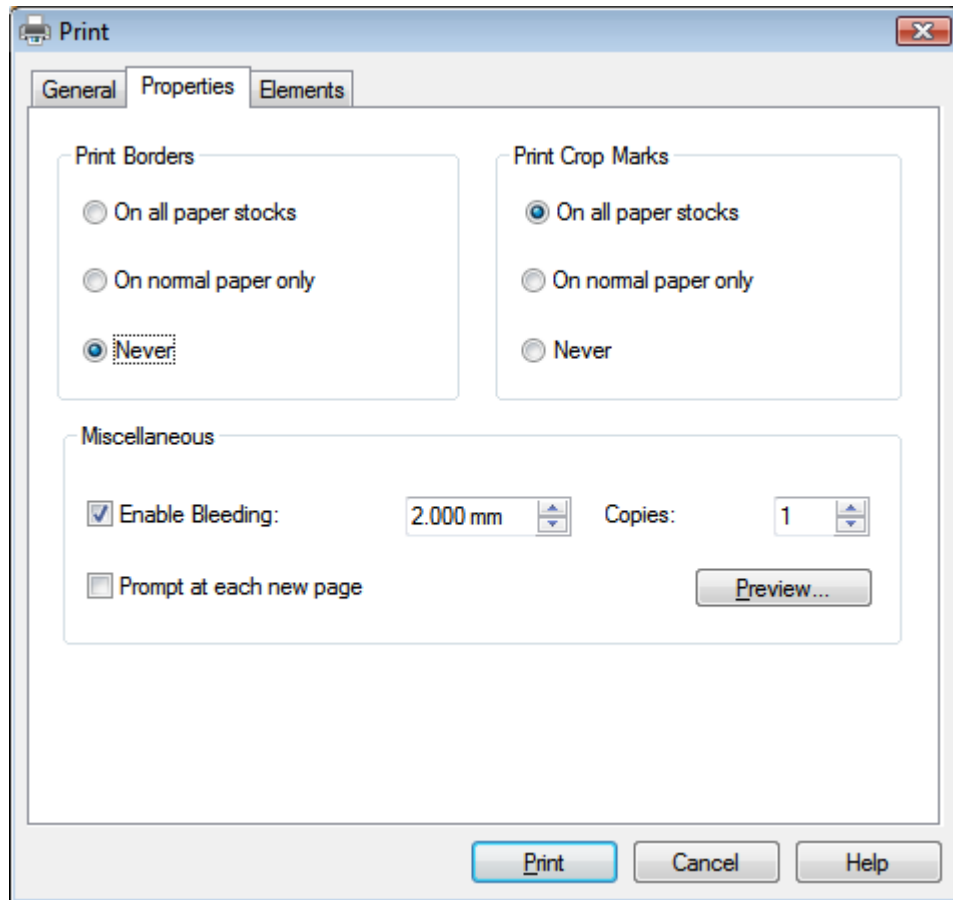 Print
General Properties Elements
Print Borders
On all paper stocks
On normal paper only
Never
Print Crop Marks
On all paper stocks
On normal paper only
Never
Miscellaneous
Enable Bleeding: 2.000 mm Copies: 1
Prompt at each new page Preview...
Print Cancel Help